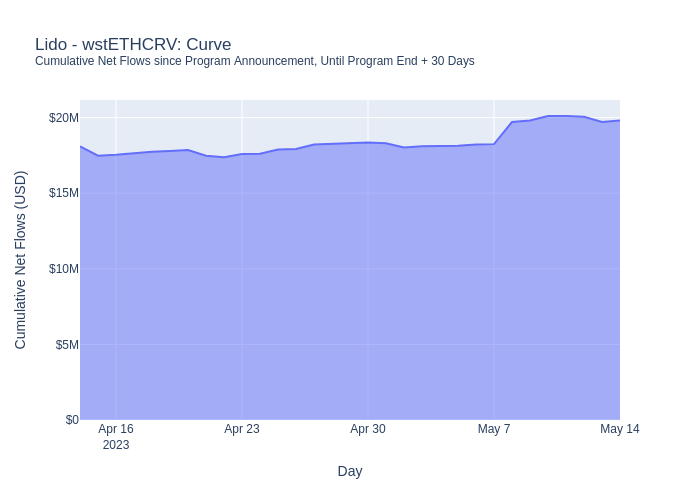 Lido - wstETHCRV: Curve
Cumulative Net Flows since Program Announcement, Until Program End + 30 Days
Cumulative Net Flows (USD)
$20M
$15M
$10M
$5M
$0
Apr 16
2023
Apr 23
Apr 30
May 7
May 14
Day